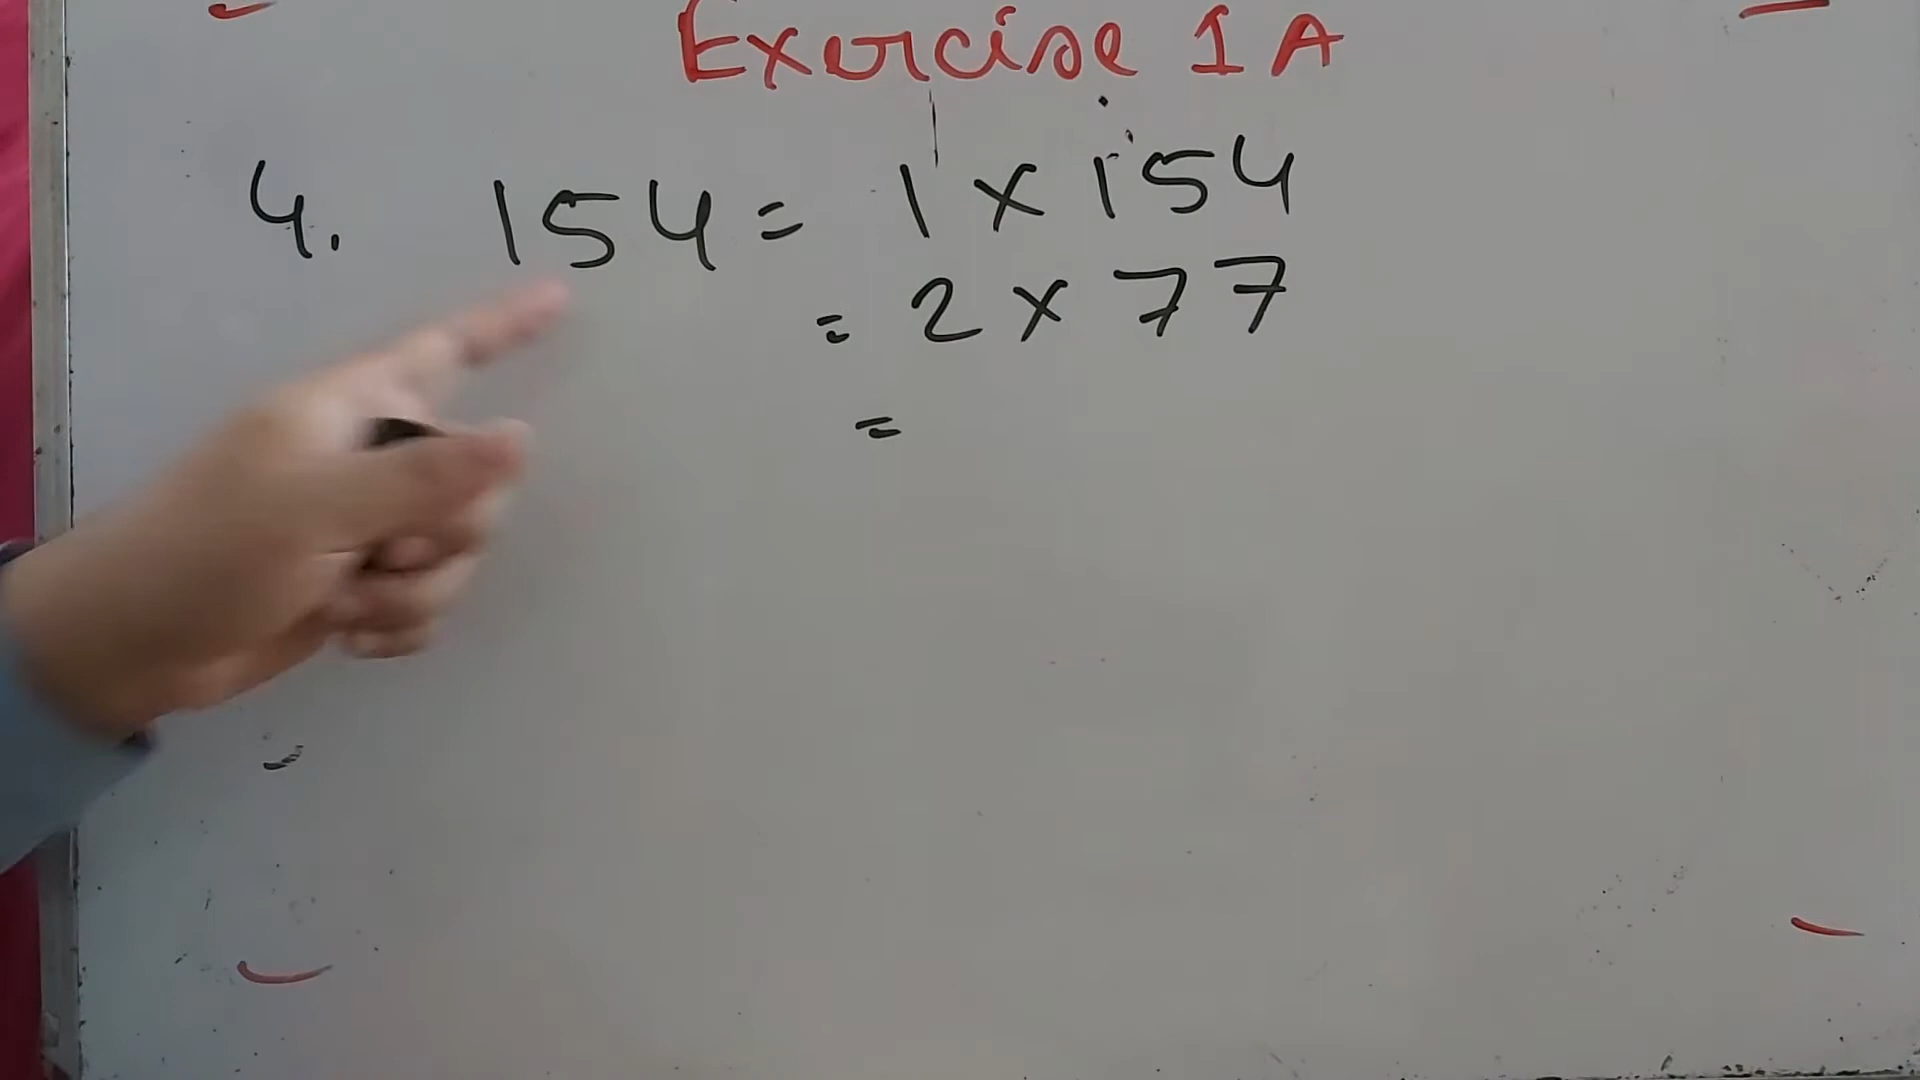 Exercise 1A
4. 154 = 1 x 154
= 2 x 77
=